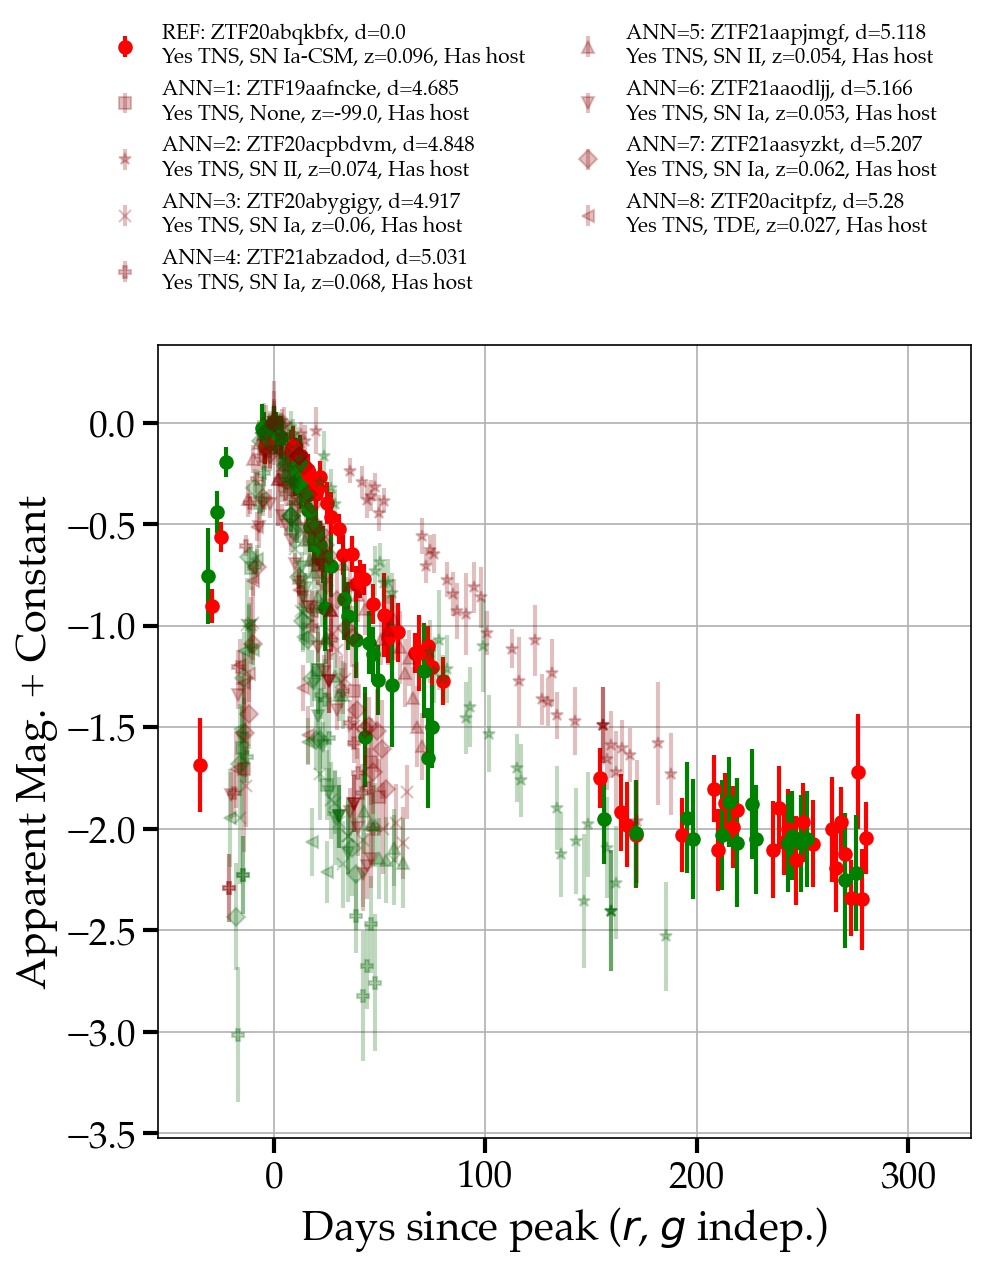 REF: ZTF20abqkbfx, d=0.0
Yes TNS, SN Ia-CSM, z=0.096, Has host
ANN=1: ZTF19aafncke, d=4.685
Yes TNS, None, z=-99.0, Has host
ANN=2: ZTF20acpbdvm, d=4.848
Yes TNS, SN II, z=0.074, Has host
ANN=3: ZTF20abygigy, d=4.917
Yes TNS, SN Ia, z=0.06, Has host
ANN=4: ZTF21abzadod, d=5.031
Yes TNS, SN Ia, z=0.068, Has host
ANN=5: ZTF21aapjmgf, d=5.118
Yes TNS, SN II, z=0.054, Has host
ANN=6: ZTF21aaodljj, d=5.166
Yes TNS, SN Ia, z=0.053, Has host
ANN=7: ZTF21aasyzkt, d=5.207
Yes TNS, SN Ia, z=0.062, Has host
ANN=8: ZTF20acitpfz, d=5.28
Yes TNS, TDE, z=0.027, Has host
Apparent Mag. + Constant
0.0
−0.5
−1.0
−1.5
−2.0
−2.5
−3.0
−3.5
0
100
200
300
Days since peak (r, g indep.)